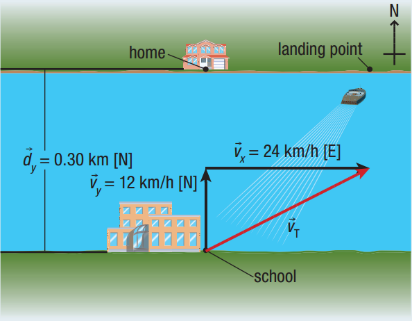 N
home
landing point
d⃗y = 0.30 km [N]
v⃗x = 24 km/h [E]
v⃗y = 12 km/h [N]
v⃗T
school